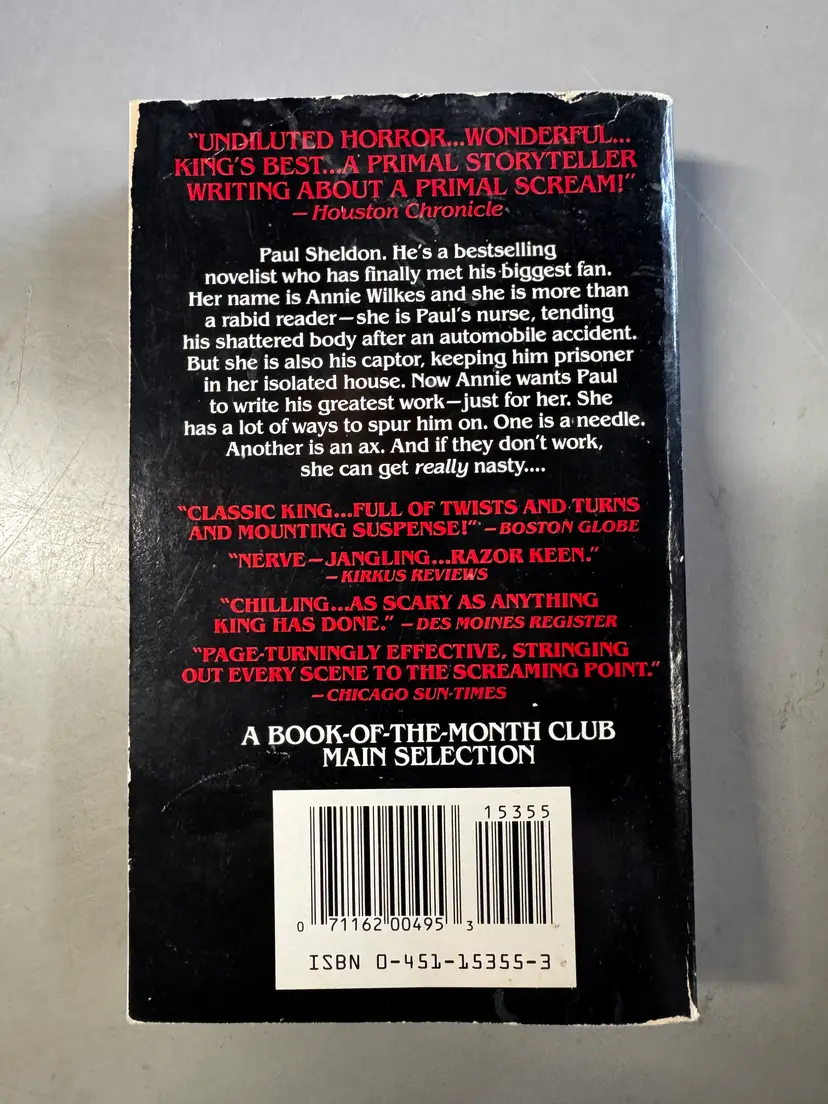 "UNDILUTED HORROR...WONDERFUL...
KING'S BEST...A PRIMAL STORYTELLER
WRITING ABOUT A PRIMAL SCREAM!"
—Houston Chronicle
Paul Sheldon. He's a bestselling
novelist who has finally met his biggest fan.
Her name is Annie Wilkes and she is more than
a rabid reader—she is Paul's nurse, tending
his shattered body after an automobile accident.
But she is also his captor, keeping him prisoner
in her isolated house. Now Annie wants Paul
to write his greatest work—just for her. She
has a lot of ways to spur him on. One is a needle.
Another is an ax. And if they don't work,
she can get really nasty....
"CLASSIC KING...FULL OF TWISTS AND TURNS
AND MOUNTING SUSPENSE!" —BOSTON GLOBE
"NERVE—JANGLING...RAZOR KEEN."
—KIRKUS REVIEWS
"CHILLING...AS SCARY AS ANYTHING
KING HAS DONE." —DES MOINES REGISTER
"PAGE-TURNINGLY EFFECTIVE, STRINGING
OUT EVERY SCENE TO THE SCREAMING POINT."
—CHICAGO SUN-TIMES
A BOOK-OF-THE-MONTH CLUB
MAIN SELECTION
15355
0 71162 00495 3
ISBN 0-451-15355-3